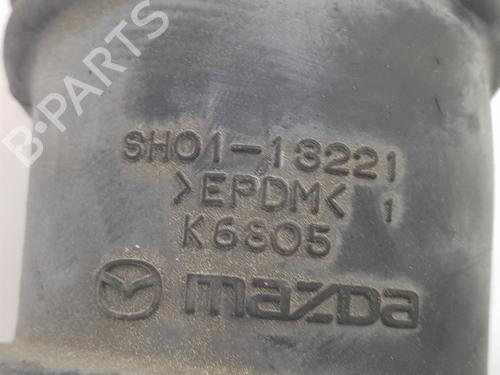 B-PARTS
SH01-13221
>EPDM< 1
K6805
mazda